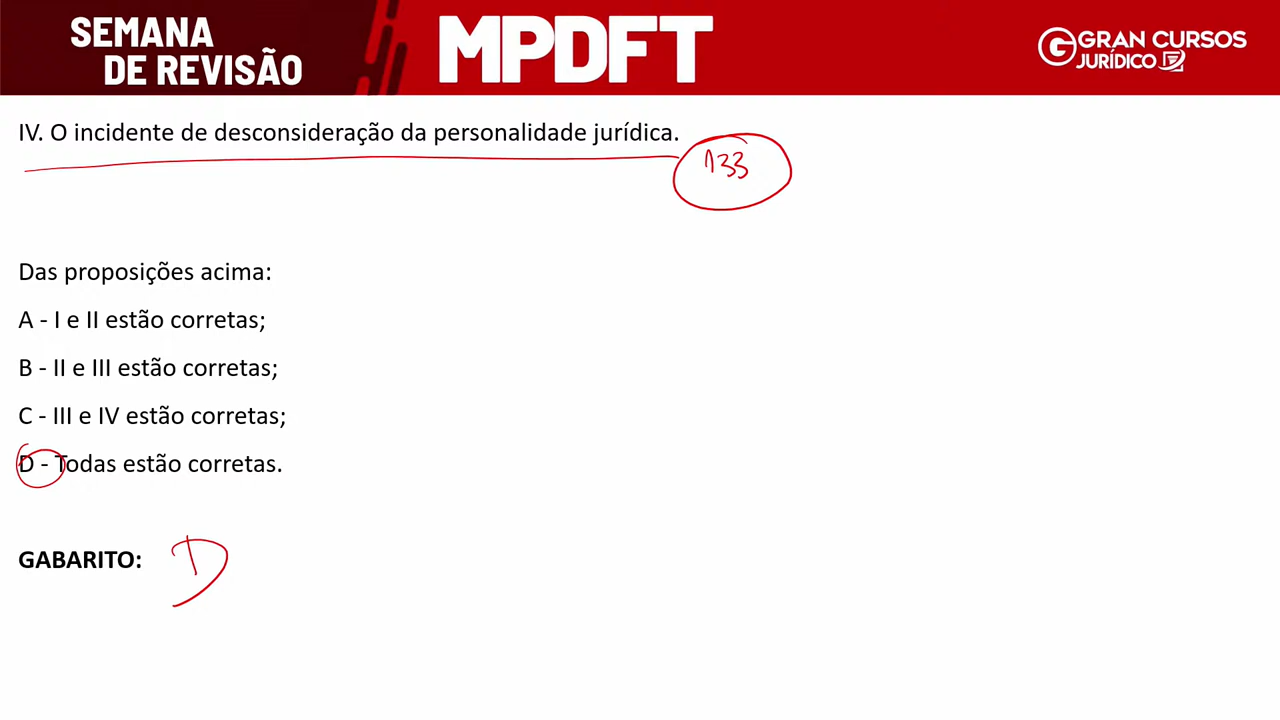 SEMANA
DE REVISÃO
MPDFT
GRAN CURSOS
JURÍDICO
IV. O incidente de desconsideração da personalidade jurídica.
133
Das proposições acima:
A - I e II estão corretas;
B - II e III estão corretas;
C - III e IV estão corretas;
D - Todas estão corretas.
GABARITO: D